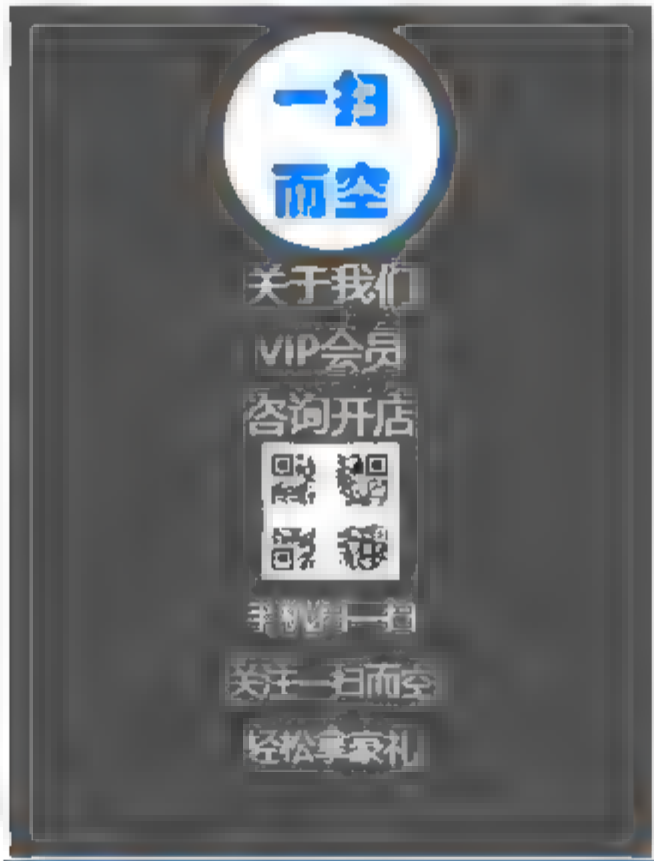 一扫
而空
关于我们
VIP会员
咨询开店
手机扫一扫
关注一扫而空
轻松享豪礼